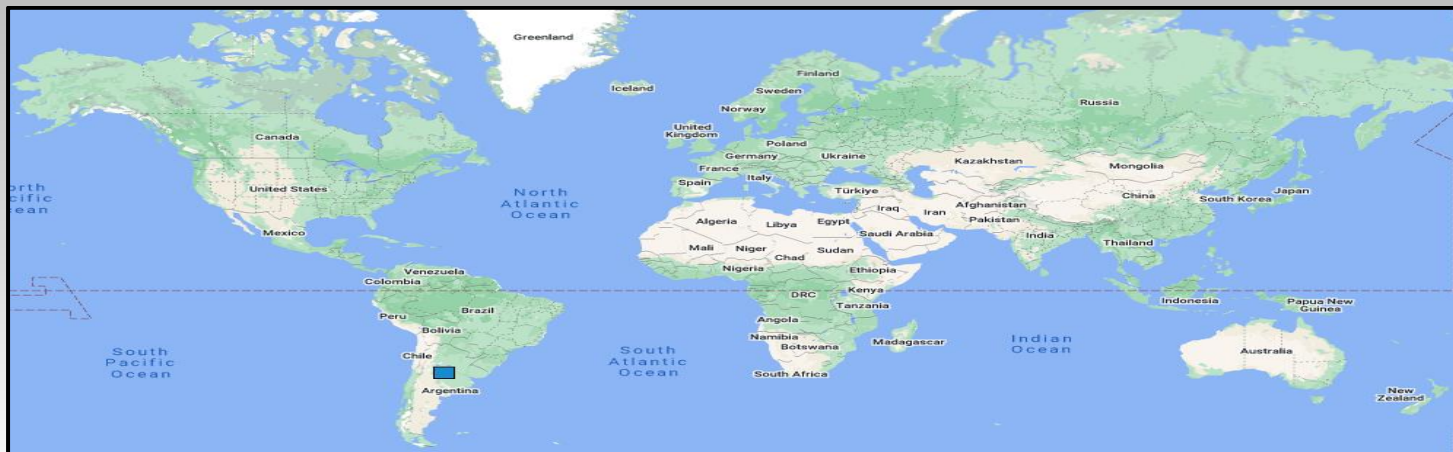 Greenland
Iceland
Finland
Sweden
Norway
Russia
Canada
United
Kingdom
Poland
Germany
Ukraine
France
Kazakhstan
Mongolia
Italy
Spain
Türkiye
United States
North
Atlantic
Ocean
orth
cific
cean
China
Japan
South Korea
Afghanistan
Iraq
Iran
Pakistan
Algeria
Libya
Egypt
Saudi Arabia
Mexico
India
Thailand
Mali
Niger
Sudan
Chad
Venezuela
Colombia
Nigeria
Ethiopia
DRC
Kenya
Tanzania
Indonesia
Papua New
Guinea
Peru
Brazil
Bolivia
Angola
Namibia
Botswana
Madagascar
Indian
Ocean
South
Pacific
Ocean
Chile
South
Atlantic
Ocean
Australia
South Africa
Argentina
New
Zealand